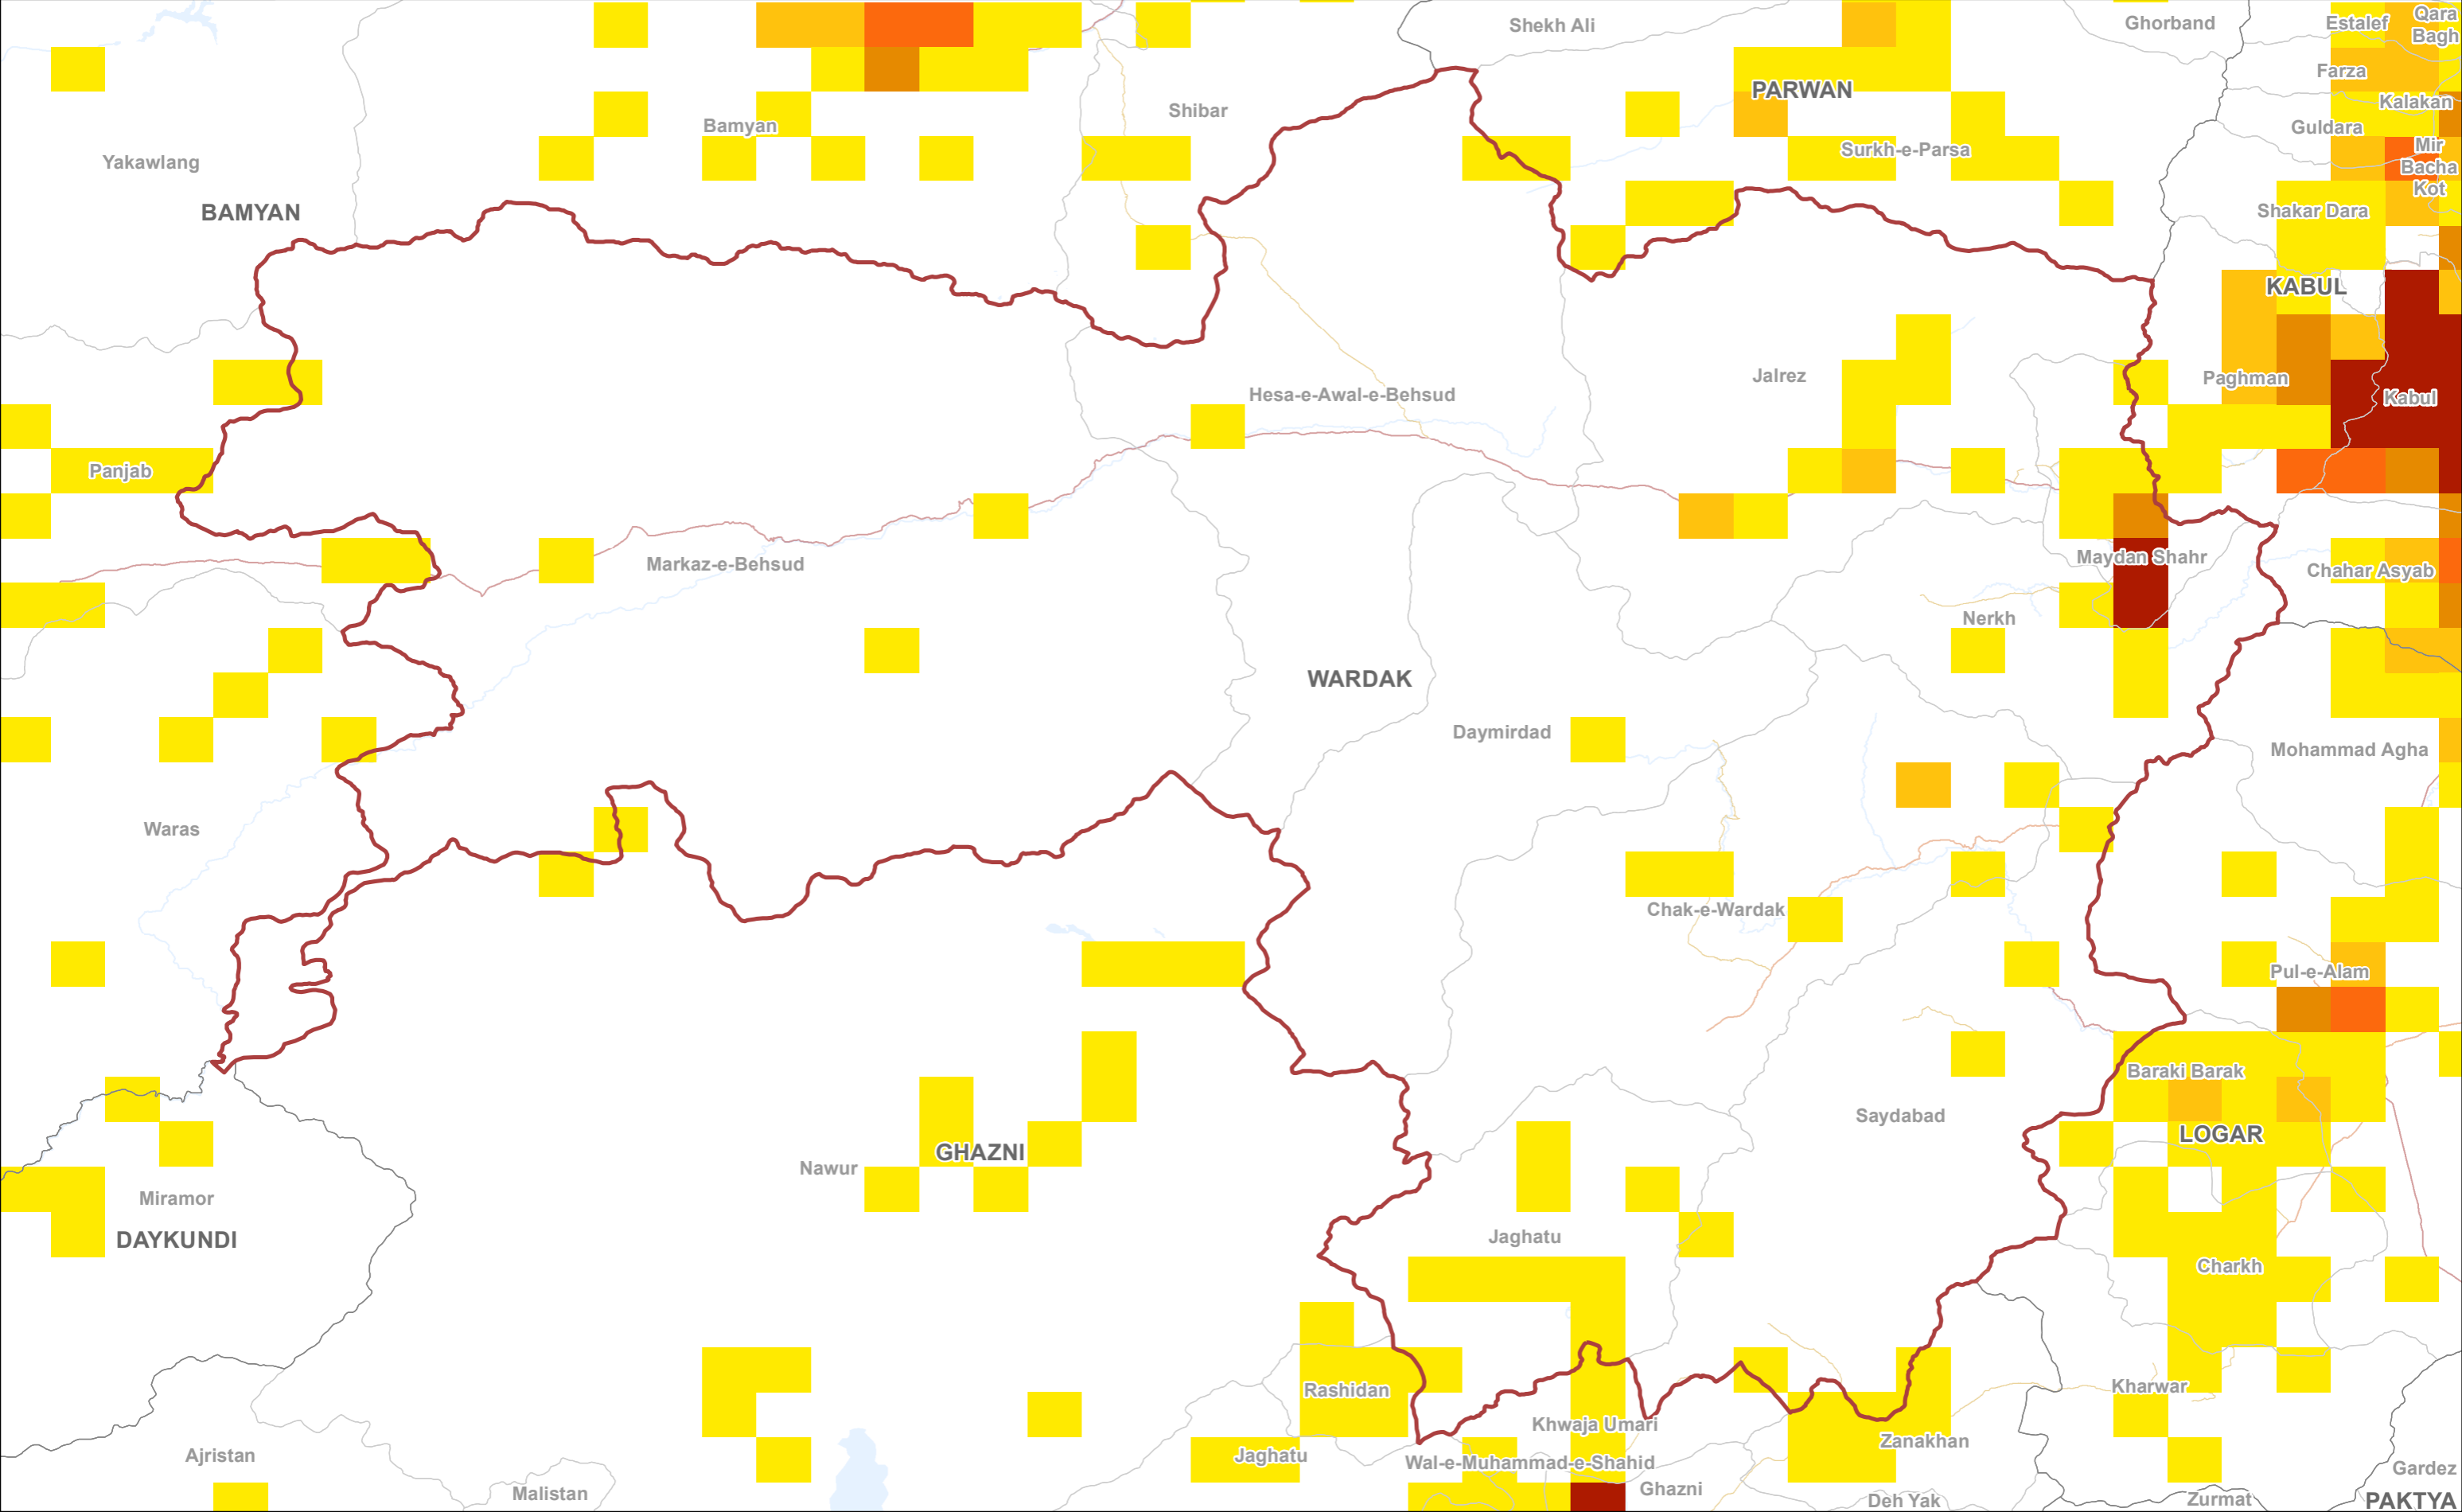 Shekh Ali
Ghorband
Estalef
Qara
Bagh
Farza
PARWAN
Kalakan
Shibar
Bamyan
Guldara
Surkh-e-Parsa
Mir
Bacha
Kot
Yakawlang
BAMYAN
Shakar Dara
KABUL
Jalrez
Paghman
Hesa-e-Awal-e-Behsud
Kabul
Panjab
Maydan Shahr
Markaz-e-Behsud
Chahar Asyab
Nerkh
WARDAK
Daymirdad
Mohammad Agha
Waras
Chak-e-Wardak
Pul-e-Alam
Baraki Barak
Saydabad
LOGAR
GHAZNI
Nawur
Miramor
DAYKUNDI
Jaghatu
Charkh
Rashidan
Kharwar
Khwaja Umari
Zanakhan
Ajristan
Jaghatu
Wal-e-Muhammad-e-Shahid
Gardez
Malistan
Ghazni
Deh Yak
Zurmat
PAKTYA